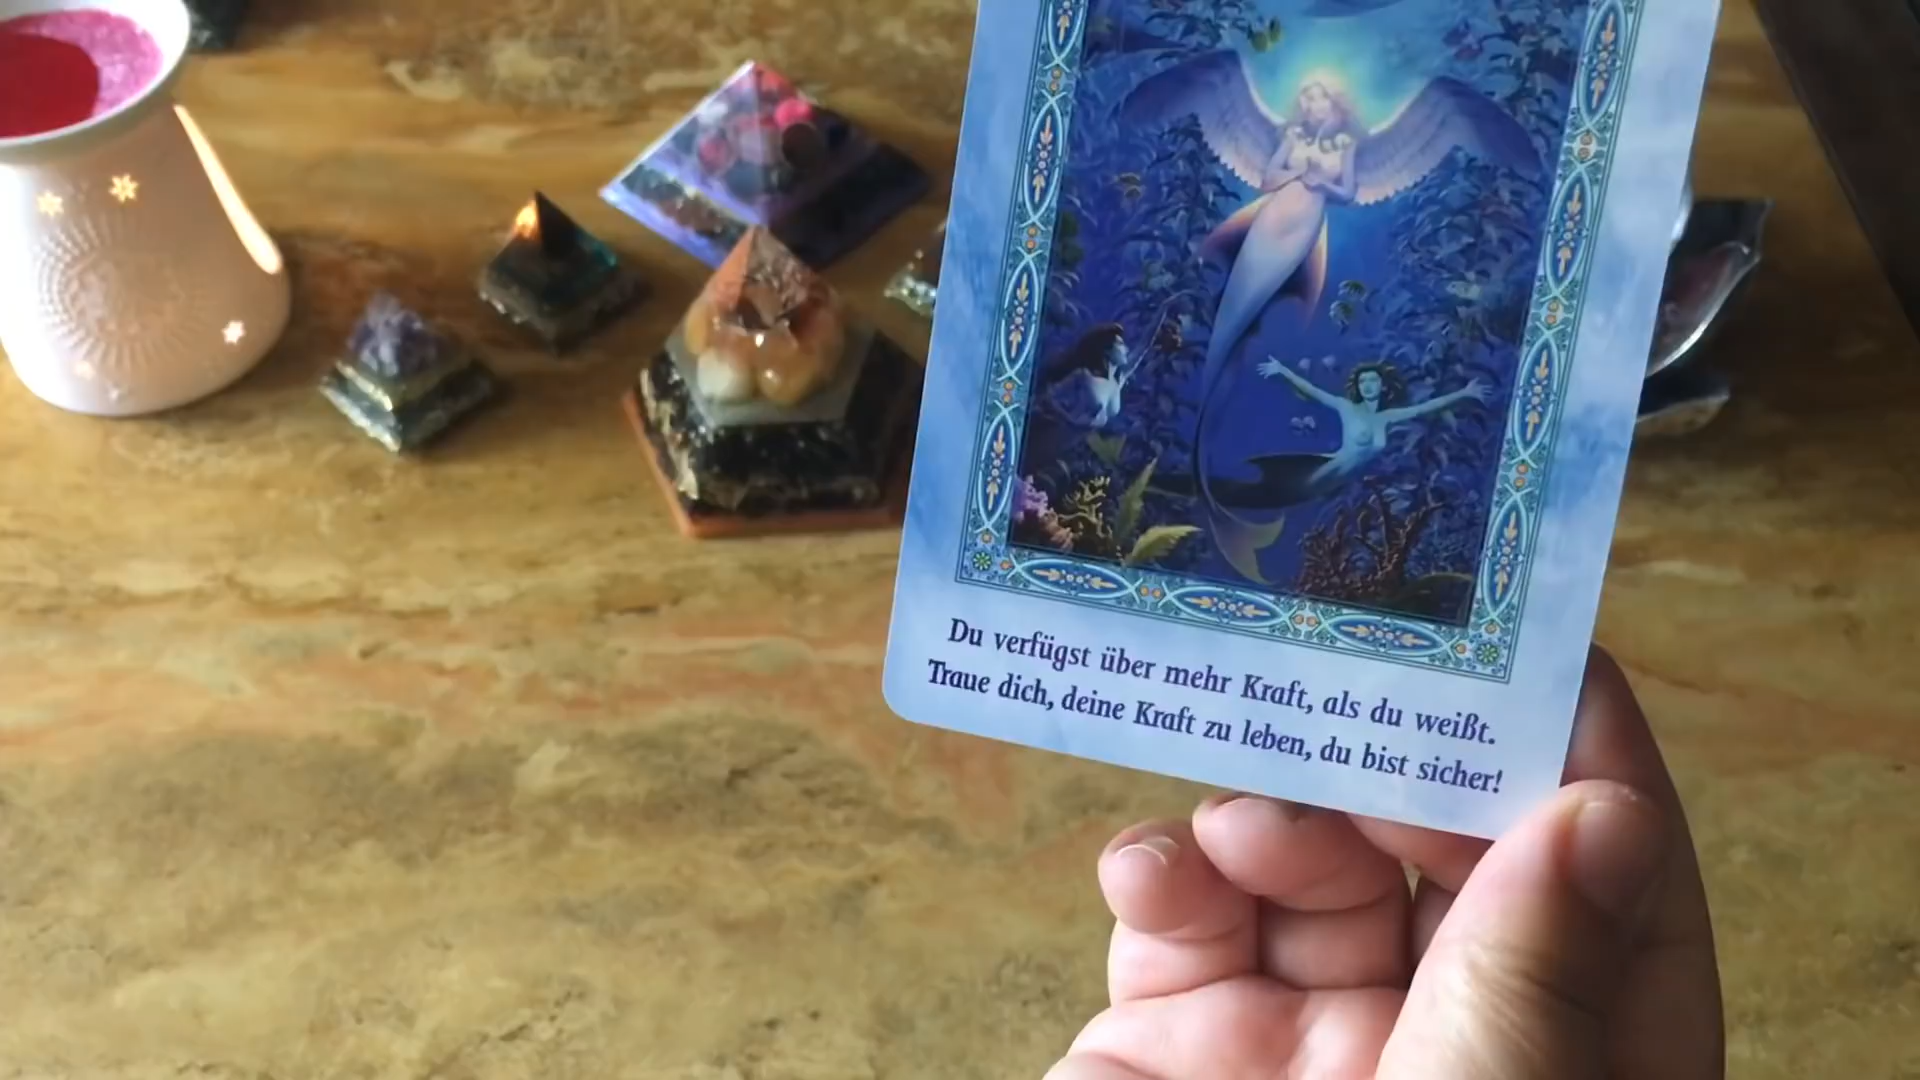 Du verfügst über mehr Kraft, als du weißt.
Traue dich, deine Kraft zu leben, du bist sicher!